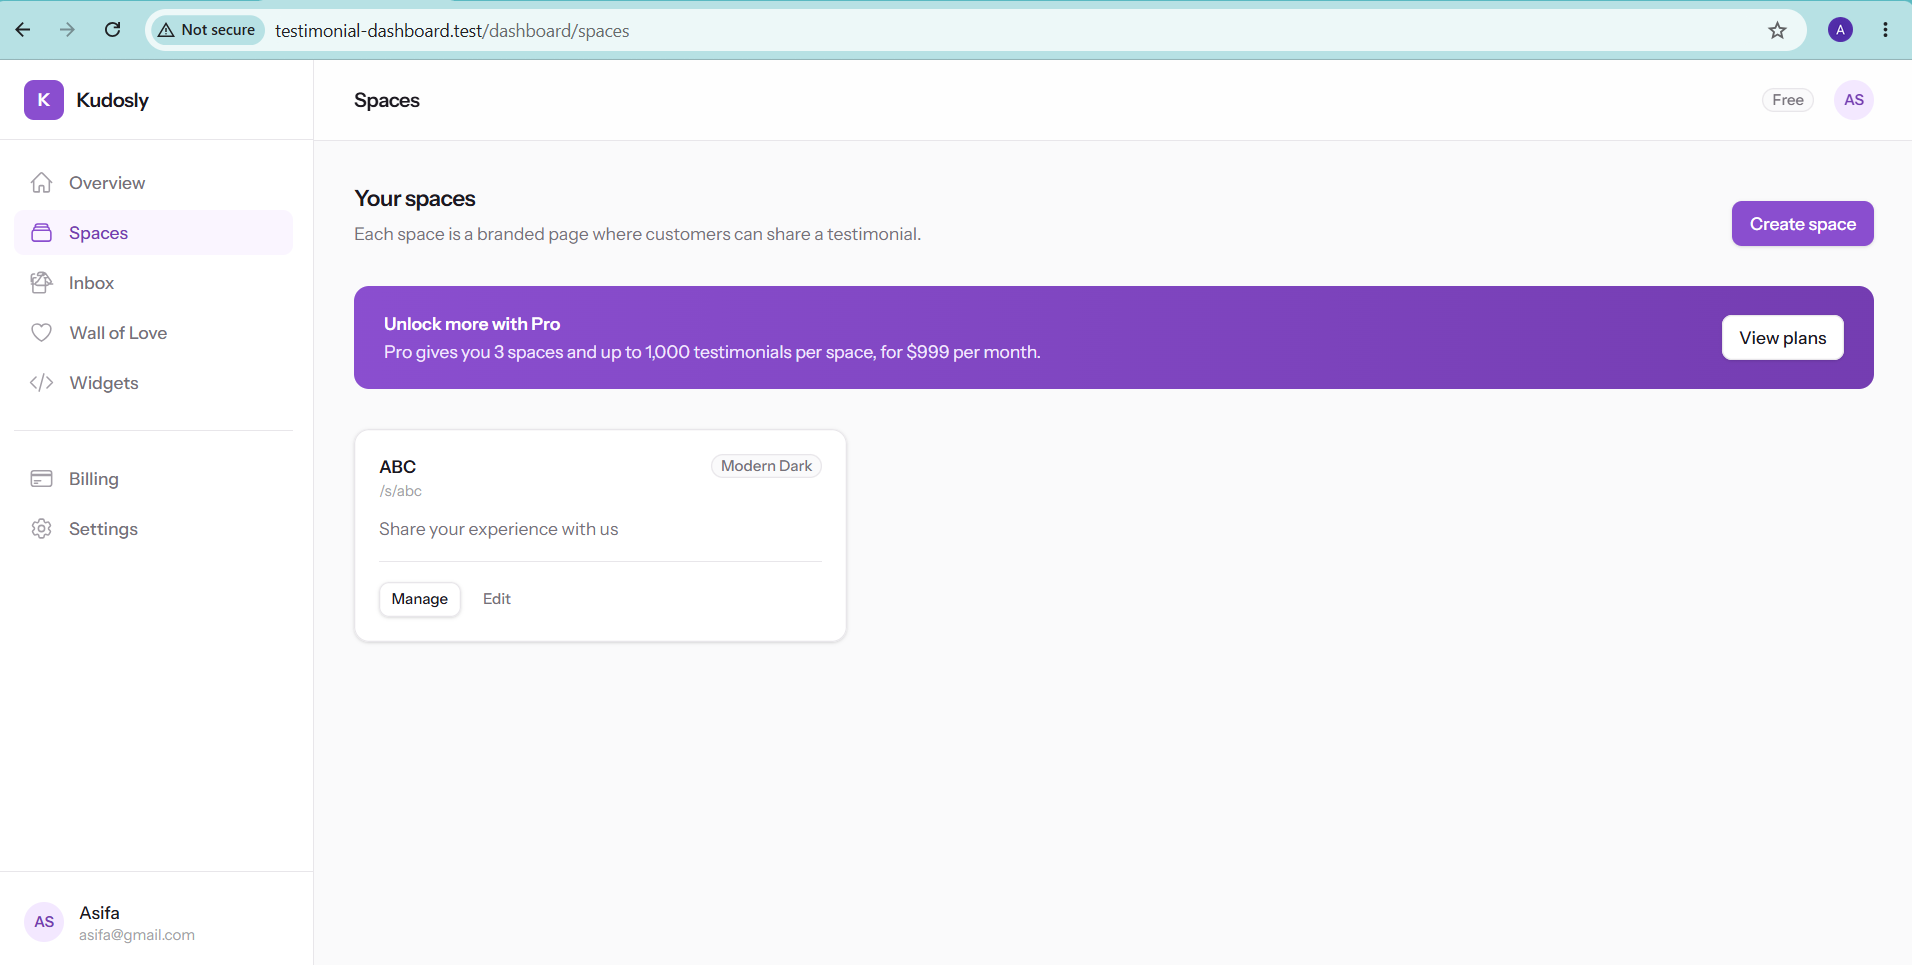 Not secure
testimonial-dashboard.test/dashboard/spaces
A
K
Kudosly
Overview
Spaces
Inbox
Wall of Love
Widgets
Billing
Settings
AS
Asifa
asifa@gmail.com
Spaces
Free
AS
Your spaces
Each space is a branded page where customers can share a testimonial.
Create space
Unlock more with Pro
Pro gives you 3 spaces and up to 1,000 testimonials per space, for $999 per month.
View plans
ABC
Modern Dark
/s/abc
Share your experience with us
Manage
Edit